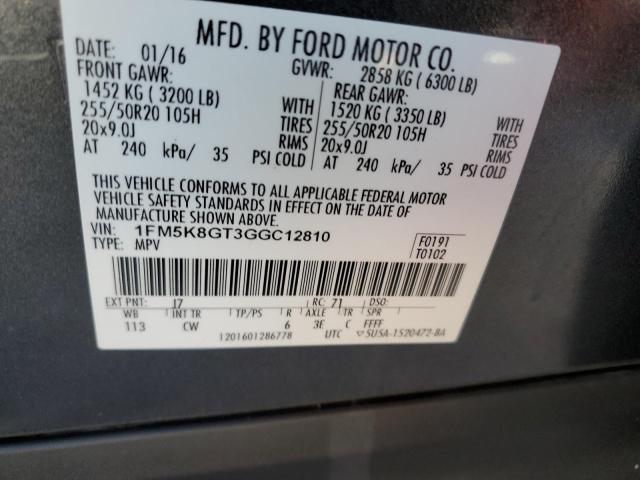 MFD. BY FORD MOTOR CO.
DATE: 01/16 GVWR: 2858 KG ( 6300 LB)
FRONT GAWR: REAR GAWR:
1452 KG ( 3200 LB) WITH 1520 KG ( 3350 LB) WITH
255/50R20 105H TIRES 255/50R20 105H TIRES
20x9.0J RIMS 20x9.0J RIMS
AT 240 kPa/ 35 PSI COLD AT 240 kPa/ 35 PSI COLD
THIS VEHICLE CONFORMS TO ALL APPLICABLE FEDERAL MOTOR
VEHICLE SAFETY STANDARDS IN EFFECT ON THE DATE OF
MANUFACTURE SHOWN ABOVE.
VIN: 1FM5K8GT3GGC12810 F0191
TYPE: MPV T0102
EXT PNT: J7 RC: 71 DSO:
WB INT TR TP/PS R AXLE TR SPR
113 CW 6 3E C FFFF
1201601286778 UTC 5U5A-1520472-BA